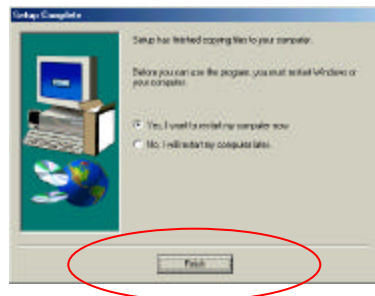 Setup Complete
Setup has finished copying files to your computer.
Before you can use the program, you must restart Windows or
your computer.
Yes, I want to restart my computer now.
No, I will restart my computer later.
Finish